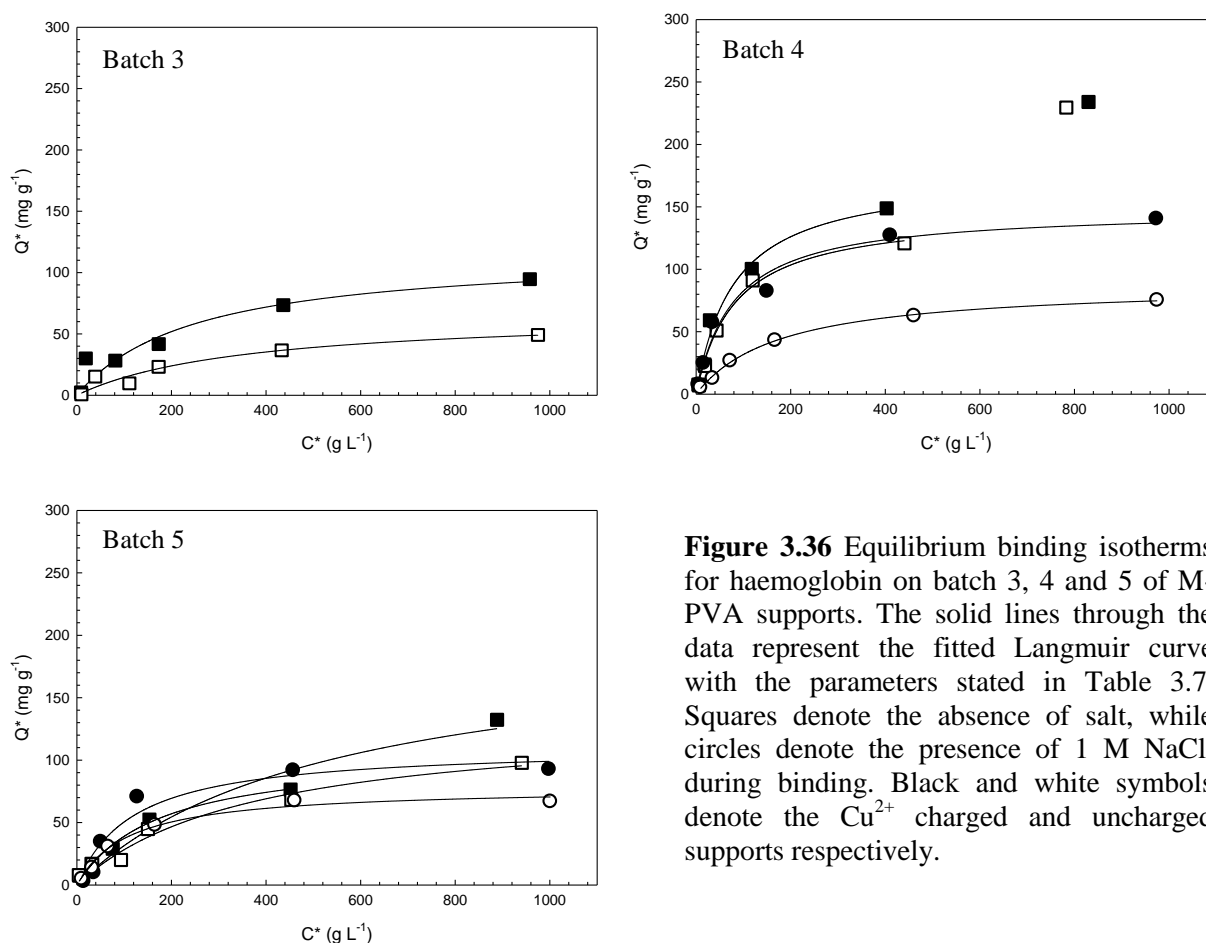 Batch 3
300
250
200
150
100
50
0
Q* (mg g⁻¹)
0 200 400 600 800 1000
C* (g L⁻¹)
Batch 4
300
250
200
150
100
50
0
Q* (mg g⁻¹)
0 200 400 600 800 1000
C* (g L⁻¹)
Batch 5
300
250
200
150
100
50
0
Q* (mg g⁻¹)
0 200 400 600 800 1000
C* (g L⁻¹)
Figure 3.36 Equilibrium binding isotherms
for haemoglobin on batch 3, 4 and 5 of M-
PVA supports. The solid lines through the
data represent the fitted Langmuir curve
with the parameters stated in Table 3.7
Squares denote the absence of salt, while
circles denote the presence of 1 M NaCl
during binding. Black and white symbols
denote the Cu²⁺ charged and uncharged
supports respectively.